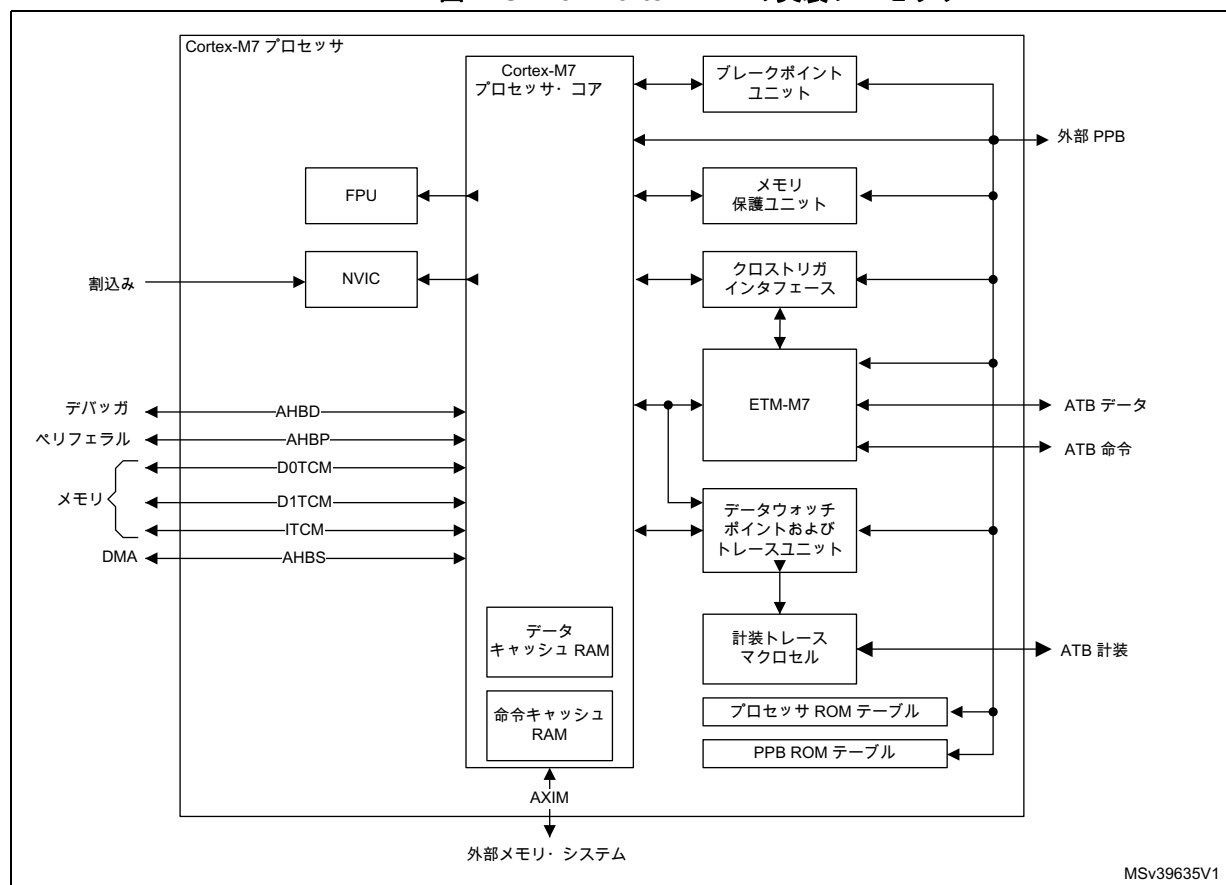 Cortex-M7 プロセッサ
Cortex-M7
プロセッサ・コア
ブレークポイント
ユニット
外部 PPB
FPU
メモリ
保護ユニット
割込み
NVIC
クロストリガ
インタフェース
ETM-M7
デバッガ
AHBD
ATB データ
ペリフェラル
AHBP
ATB 命令
メモリ
D0TCM
D1TCM
ITCM
データウォッチ
ポイントおよび
トレースユニット
DMA
AHBS
データ
キャッシュ RAM
計装トレース
マクロセル
ATB 計装
命令キャッシュ
RAM
プロセッサ ROM テーブル
PPB ROM テーブル
AXIM
外部メモリ・システム
MSv39635V1